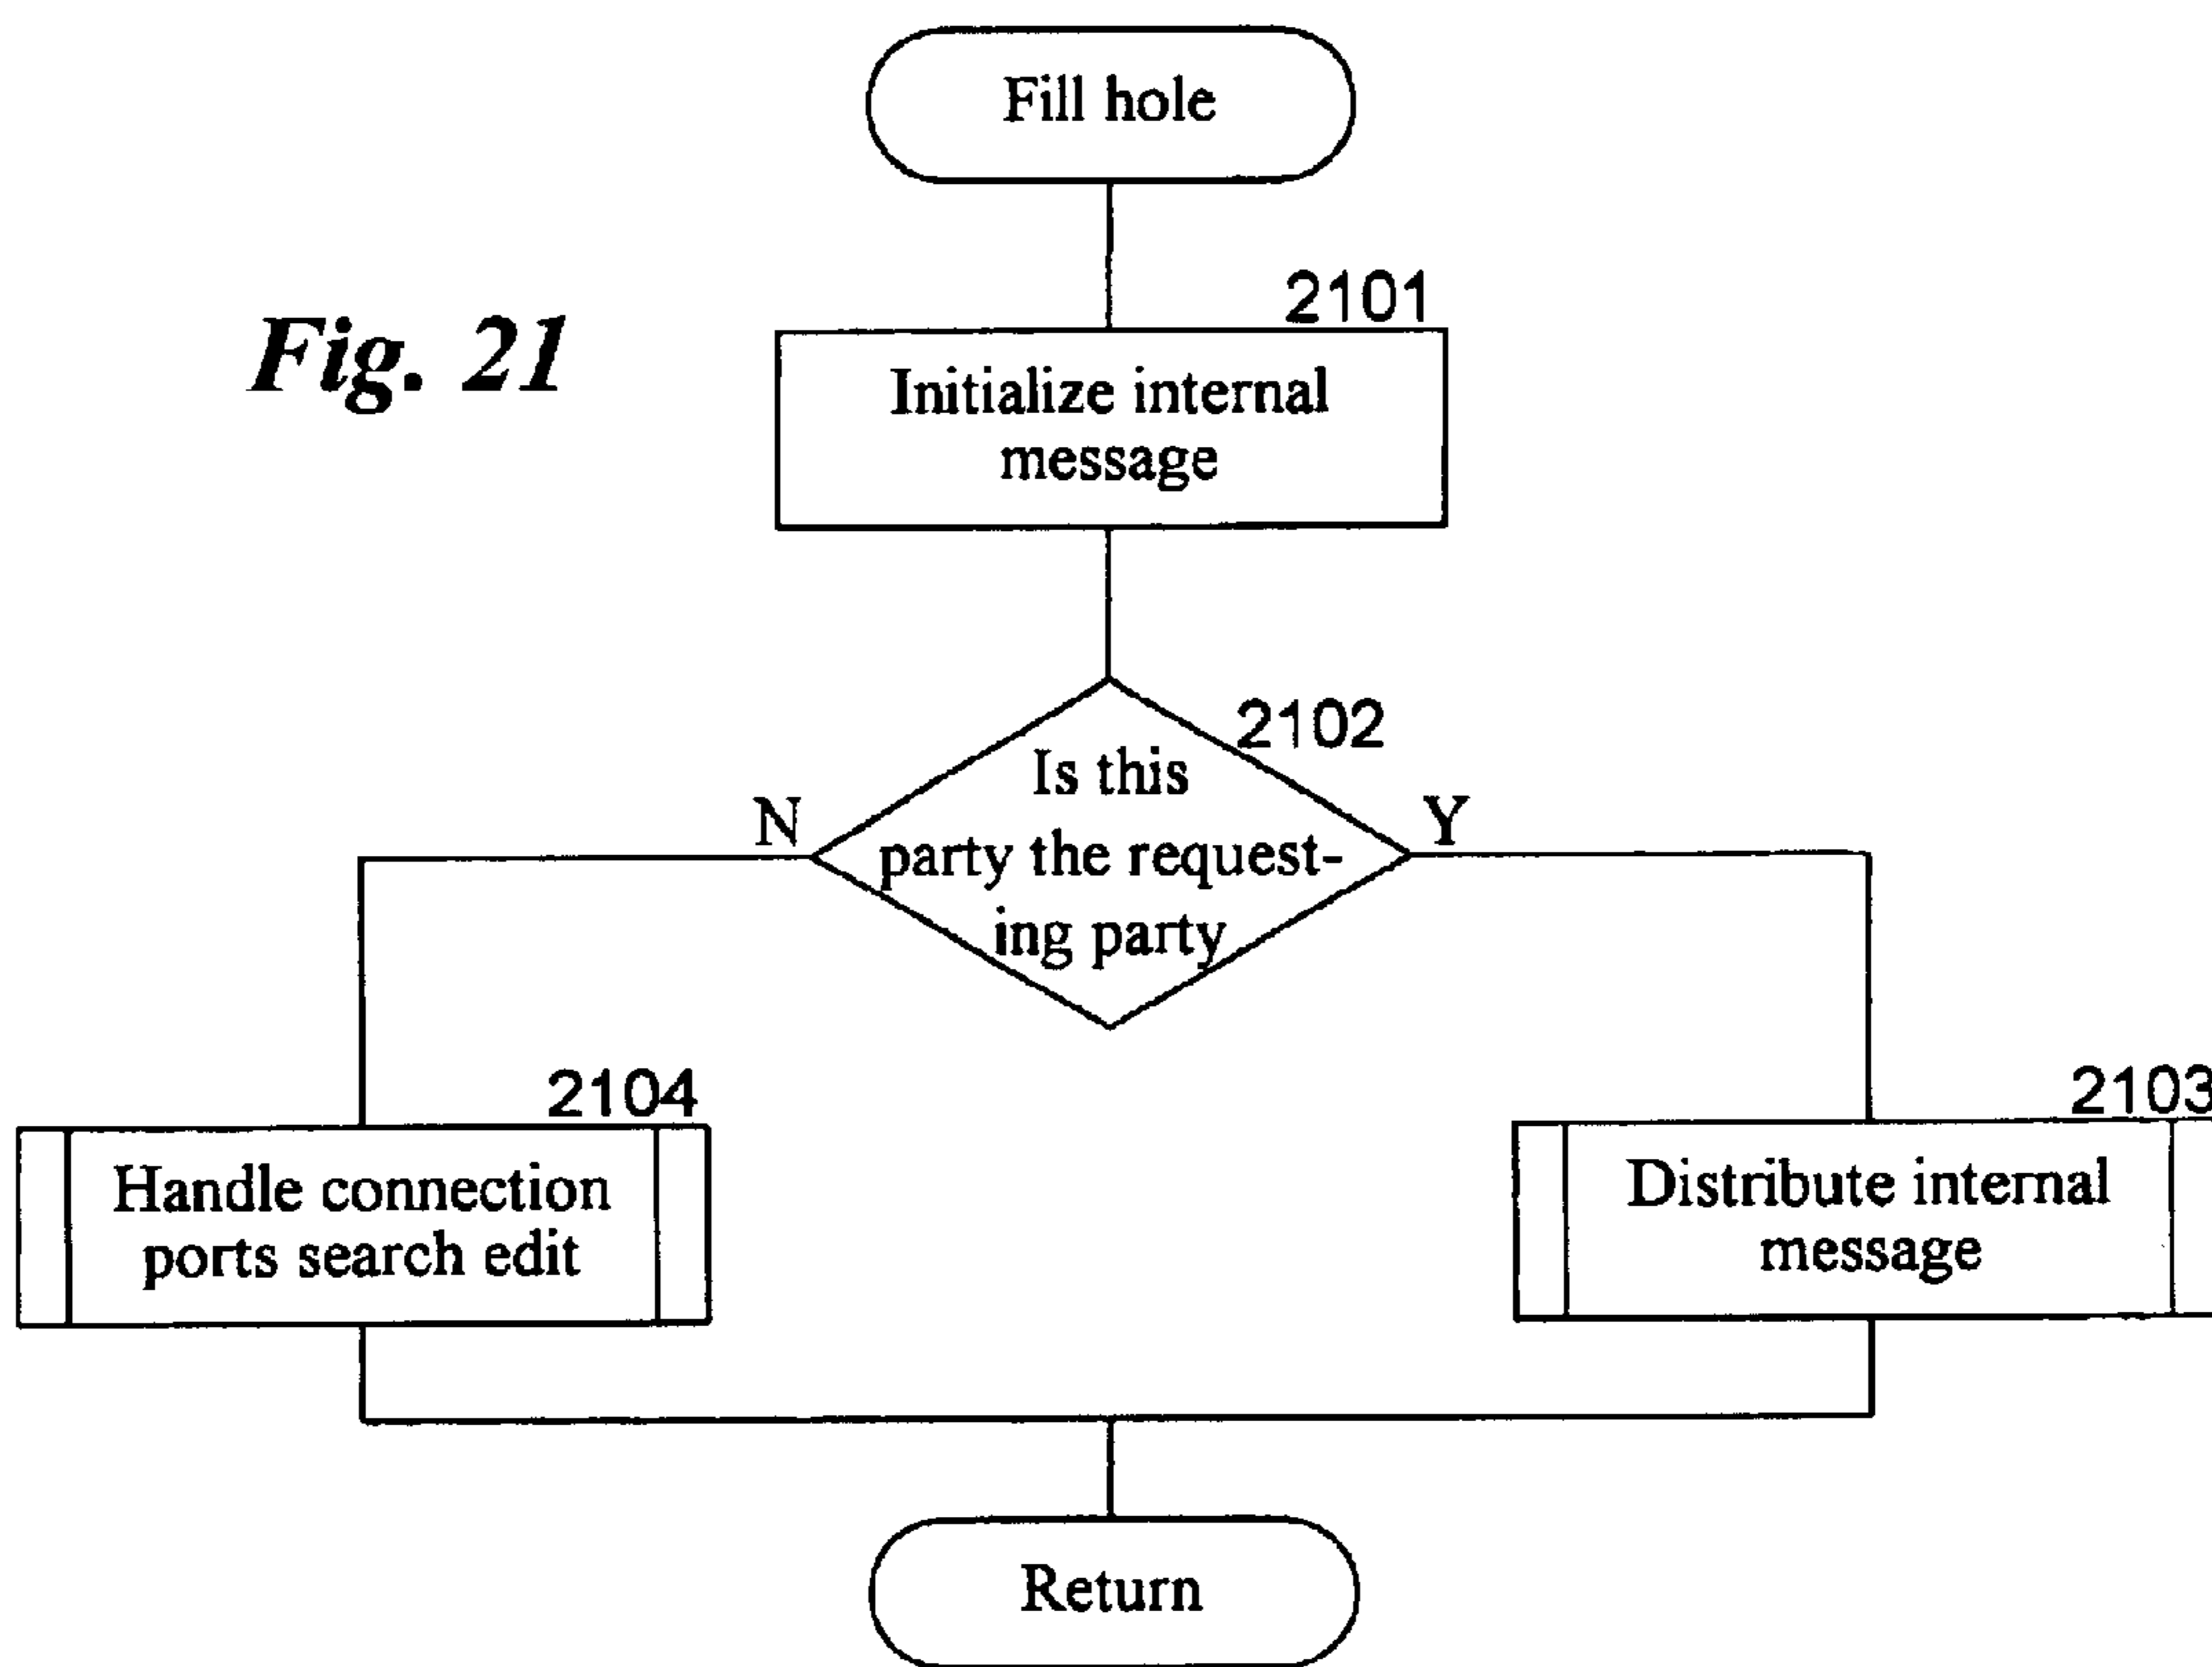 Fill hole
Fig. 21
2101
Initialize internal
message
2102
Is this
party the request-
ing party
N
Y
2104
Handle connection
ports search edit
2103
Distribute internal
message
Return